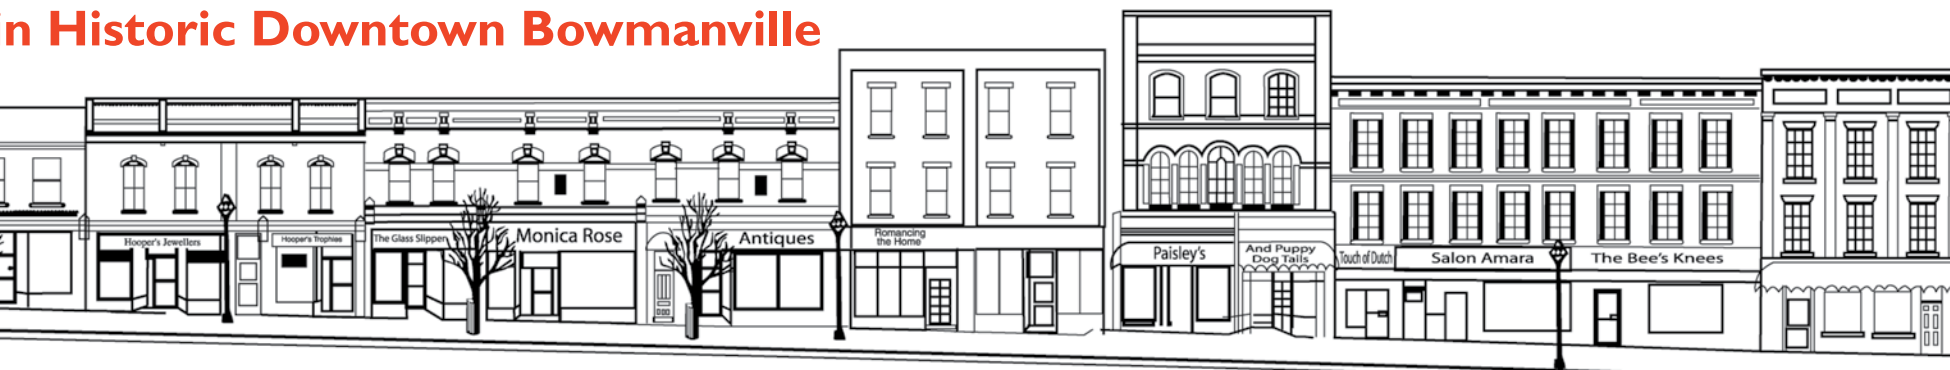 in Historic Downtown Bowmanville
Hooper's Jewellers
Hooper's Trophies
The Glass Slipper
Monica Rose
Antiques
Romancing
the Home
Paisley's
And Puppy
Dog Tails
Touch of Dutch
Salon Amara
The Bee's Knees